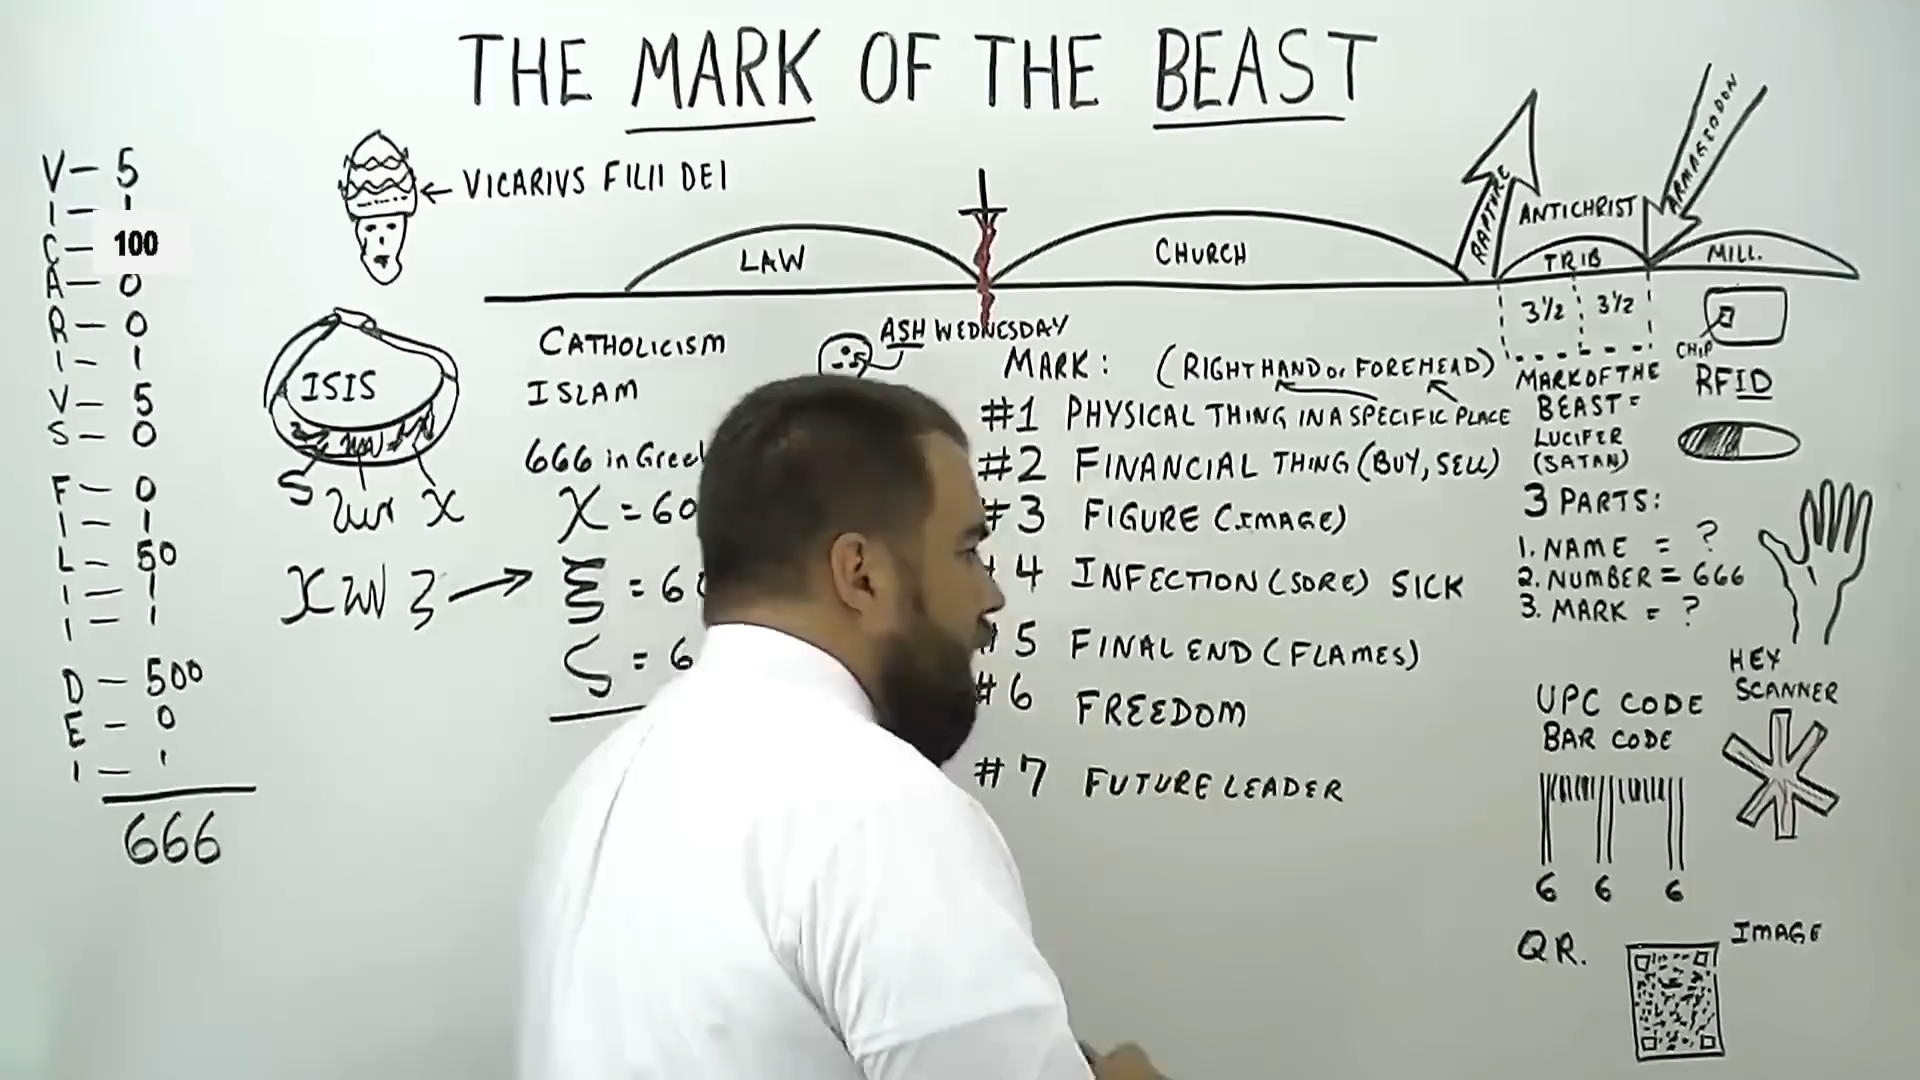 THE MARK OF THE BEAST
V - 5
I -
C - 100
A - 0
R - 0
I - 1
V - 5
S - 0
F - 0
I - 1
L - 50
I - 1
I - 1
D - 500
E - 0
I - 1
666
VICARIVS FILII DEI
ISIS
S
X
CATHOLICISM
ISLAM
666 in Gree
X = 60
ξ = 6
ς = 6
LAW
CHURCH
RAPTURE
ANTICHRIST
TRIB
ARMAGEDDON
MILL.
3 1/2
3 1/2
ASH WEDNESDAY
MARK: (RIGHT HAND or FOREHEAD)
#1 PHYSICAL THING IN A SPECIFIC PLACE
#2 FINANCIAL THING (BUY, SELL)
#3 FIGURE (IMAGE)
#4 INFECTION (SORE) SICK
#5 FINAL END (FLAMES)
#6 FREEDOM
#7 FUTURE LEADER
MARK OF THE
BEAST =
LUCIFER
(SATAN)
3 PARTS:
1. NAME = ?
2. NUMBER = 666
3. MARK = ?
CHIP
RFID
HEY
SCANNER
UPC CODE
BAR CODE
6 6 6
QR.
IMAGE